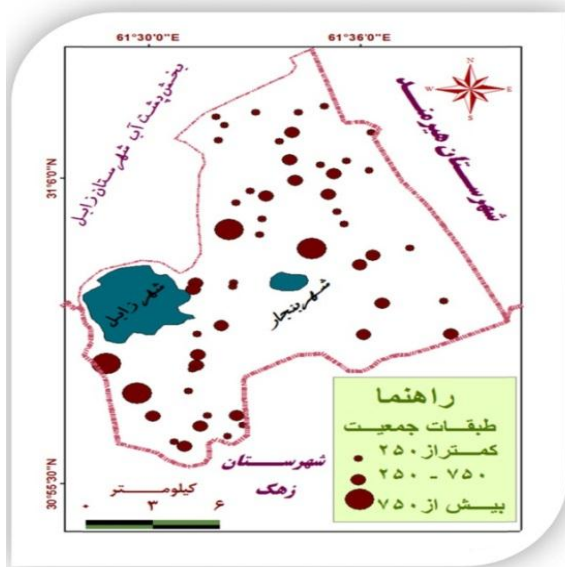 61°30'0"E
61°36'0"E
N
W
E
S
بخش پشت آب شهرستان زابل
شهرستان هیرمند
31°6'0"N
شهر زابل
شهر بنجار
30°55'30"N
شهرستان
زهک
کیلومتر
۰ ۳ ۶
راهنما
طبقات جمعیت
کمتر از ۲۵۰
۲۵۰ - ۷۵۰
بیش از ۷۵۰